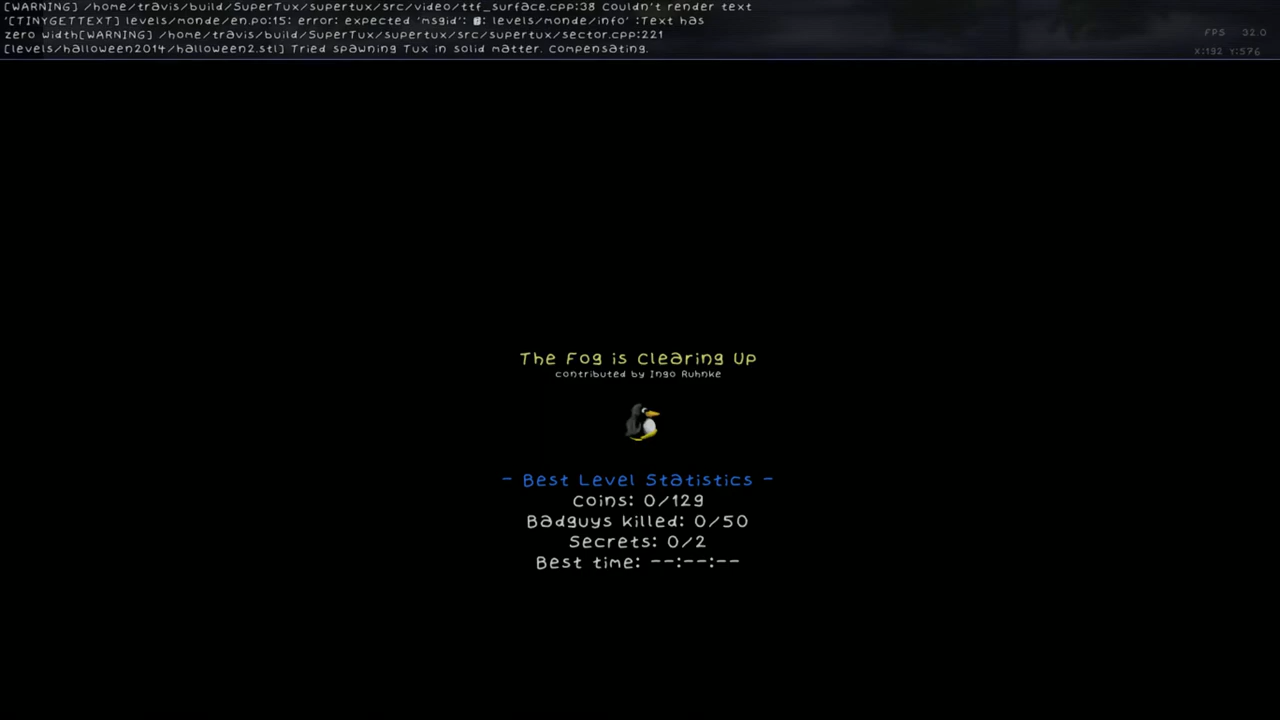 [WARNING] /home/travis/build/SuperTux/supertux/src/video/ttf_surface.cpp:38 Couldn't render text
'[TINYGETTEXT] levels/monde/en.po:15: error: expected 'msgid': : levels/monde/info' :Text has
zero width[WARNING] /home/travis/build/SuperTux/supertux/src/supertux/sector.cpp:221
[levels/halloween2014/halloween2.stl] Tried spawning Tux in solid matter. Compensating.
FPS 32.0
X:192 Y:576
The Fog is Clearing Up
contributed by Ingo Ruhnke
- Best Level Statistics -
Coins: 0/129
Badguys killed: 0/50
Secrets: 0/2
Best time: --:--:--